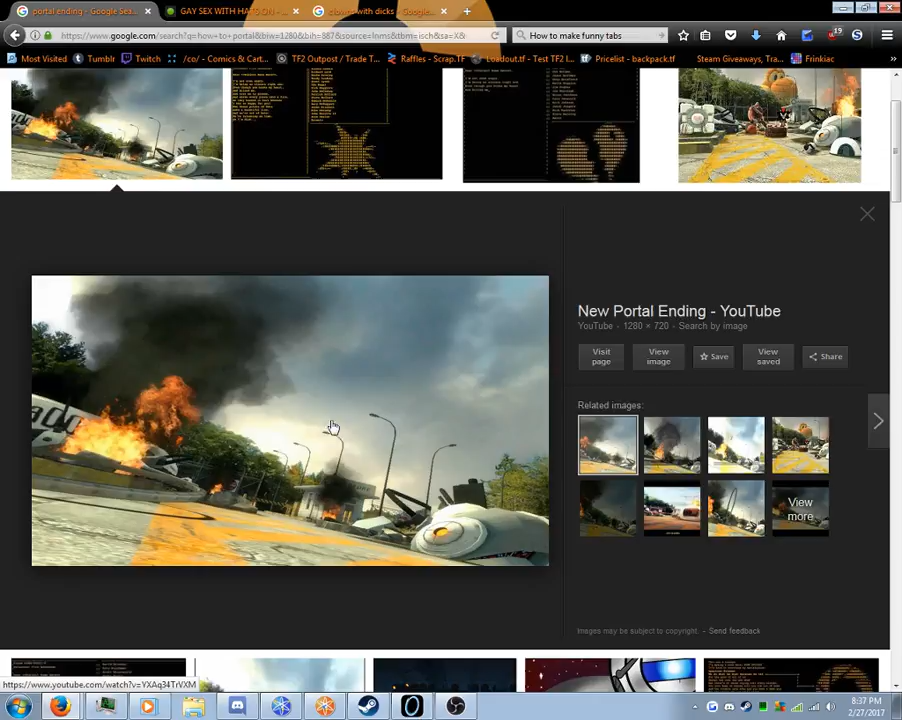 portal ending - Google Sea...
GAY SEX WITH HATS ON - ...
clowns with dicks - Google...
https://www.google.com/search?q=how+to+portal&biw=1280&bih=887&source=lnms&tbm=isch&sa=X&
How to make funny tabs
19
Most Visited
Tumblr
Twitch
/co/ - Comics & Cart...
TF2 Outpost / Trade T...
Raffles - Scrap.TF
Loadout.tf - Test TF2 l...
Pricelist - backpack.tf
Steam Giveaways, Trad...
Frinkiac
New Portal Ending - YouTube
YouTube - 1280 × 720 - Search by image
Visit page
View image
Save
View saved
Share
Related images:
View more
Images may be subject to copyright. - Send feedback
https://www.youtube.com/watch?v=YXAq34TrVXM
8:37 PM
2/27/2017